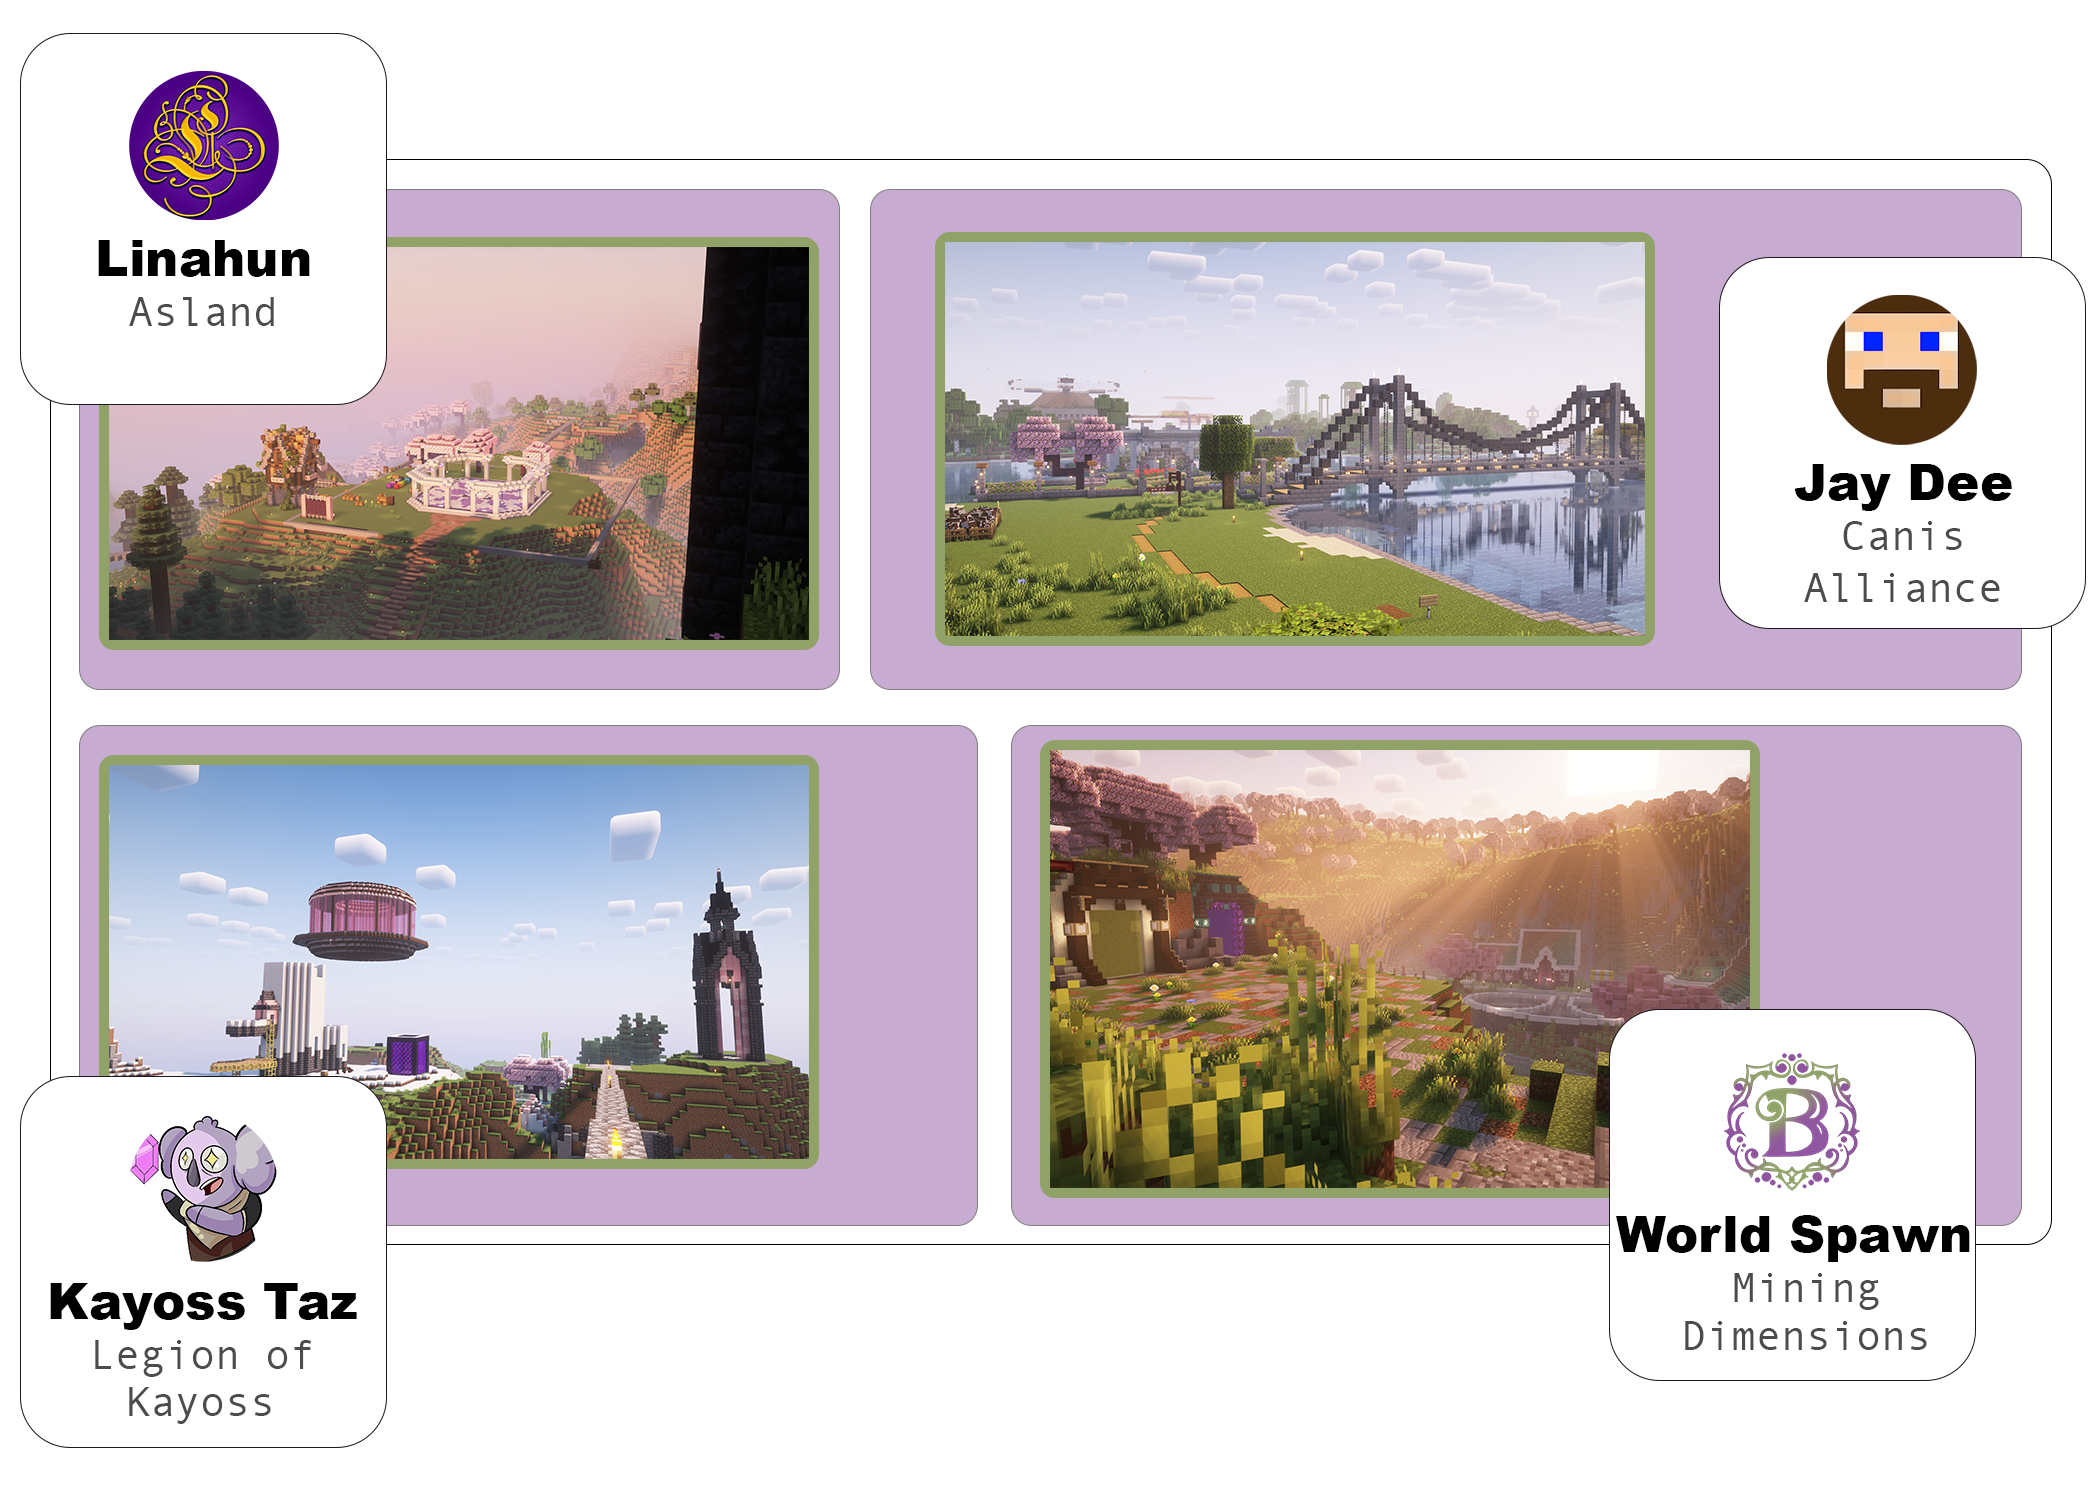 Linahun
Asland
Jay Dee
Canis
Alliance
Kayoss Taz
Legion of
Kayoss
B
World Spawn
Mining
Dimensions